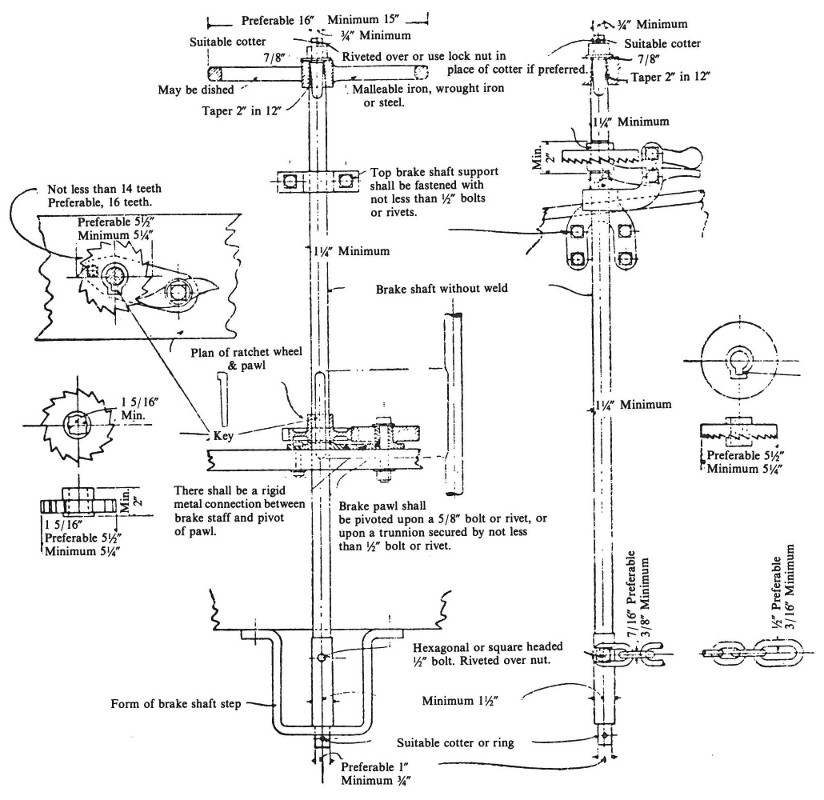 Preferable 16" Minimum 15"
¾" Minimum
Suitable cotter
7/8"
Riveted over or use lock nut in
place of cotter if preferred.
May be dished
Taper 2" in 12"
Malleable iron, wrought iron
or steel.
¾" Minimum
Suitable cotter
7/8"
Taper 2" in 12"
1¼" Minimum
Min.
2"
Top brake shaft support
shall be fastened with
not less than ½" bolts
or rivets.
Not less than 14 teeth
Preferable, 16 teeth.
Preferable 5½"
Minimum 5¼"
1¼" Minimum
Brake shaft without weld
Plan of ratchet wheel
& pawl
1 5/16"
Min.
Key
1¼" Minimum
Preferable 5½"
Minimum 5¼"
Min.
2"
1 5/16"
Preferable 5½"
Minimum 5¼"
There shall be a rigid
metal connection between
brake staff and pivot
of pawl.
Brake pawl shall
be pivoted upon a 5/8" bolt or rivet, or
upon a trunnion secured by not less
than ½" bolt or rivet.
7/16" Preferable
3/8" Minimum
½" Preferable
3/16" Minimum
Hexagonal or square headed
½" bolt. Riveted over nut.
Form of brake shaft step
Minimum 1½"
Suitable cotter or ring
Preferable 1"
Minimum ¾"